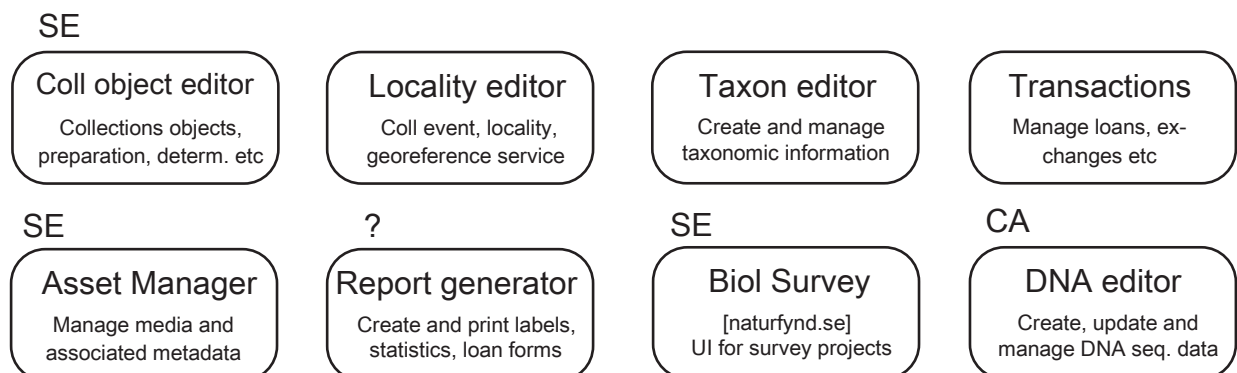 SE
Coll object editor
Collections objects,
preparation, determ. etc
Locality editor
Coll event, locality,
georeference service
Taxon editor
Create and manage
taxonomic information
Transactions
Manage loans, ex-
changes etc
SE
Asset Manager
Manage media and
associated metadata
?
Report generator
Create and print labels,
statistics, loan forms
SE
Biol Survey
[naturfynd.se]
UI for survey projects
CA
DNA editor
Create, update and
manage DNA seq. data